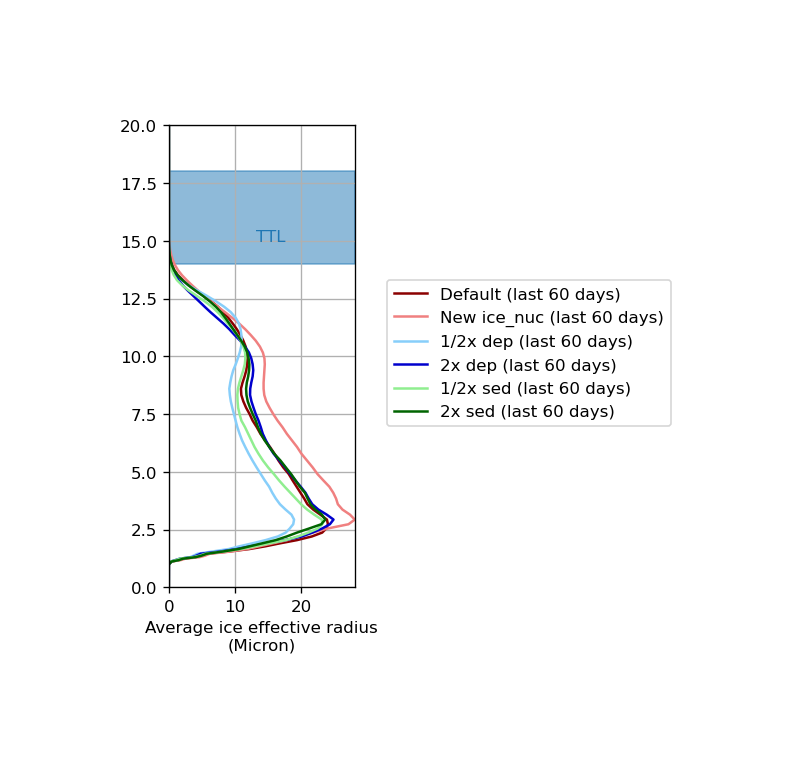 20.0
17.5
15.0
12.5
10.0
7.5
5.0
2.5
0.0
TTL
0 10 20
Average ice effective radius
(Micron)
Default (last 60 days)
New ice_nuc (last 60 days)
1/2x dep (last 60 days)
2x dep (last 60 days)
1/2x sed (last 60 days)
2x sed (last 60 days)